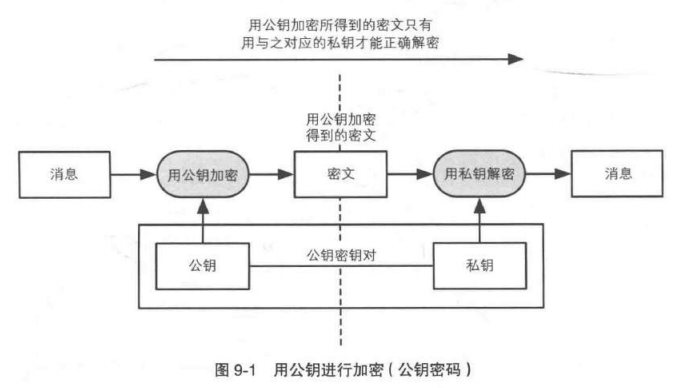 用公钥加密所得到的密文只有
用与之对应的私钥才能正确解密
用公钥加密
得到的密文
消息
用公钥加密
密文
用私钥解密
消息
公钥
公钥密钥对
私钥
图 9-1 用公钥进行加密（公钥密码）